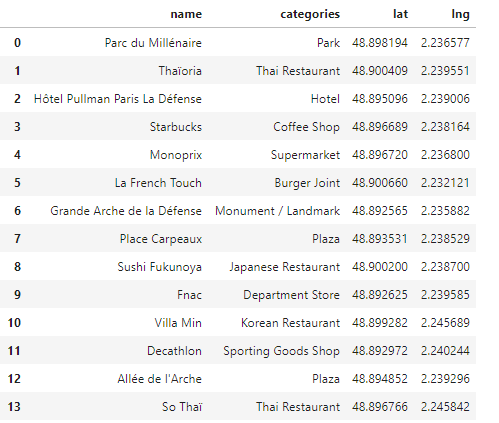 name categories lat lng
0 Parc du Millénaire Park 48.898194 2.236577
1 Thaïoria Thai Restaurant 48.900409 2.239551
2 Hôtel Pullman Paris La Défense Hotel 48.895096 2.239006
3 Starbucks Coffee Shop 48.896689 2.238164
4 Monoprix Supermarket 48.896720 2.236800
5 La French Touch Burger Joint 48.900660 2.232121
6 Grande Arche de la Défense Monument / Landmark 48.892565 2.235882
7 Place Carpeaux Plaza 48.893531 2.238529
8 Sushi Fukunoya Japanese Restaurant 48.900200 2.238700
9 Fnac Department Store 48.892625 2.239585
10 Villa Min Korean Restaurant 48.899282 2.245689
11 Decathlon Sporting Goods Shop 48.892972 2.240244
12 Allée de l'Arche Plaza 48.894852 2.239296
13 So Thaï Thai Restaurant 48.896766 2.245842